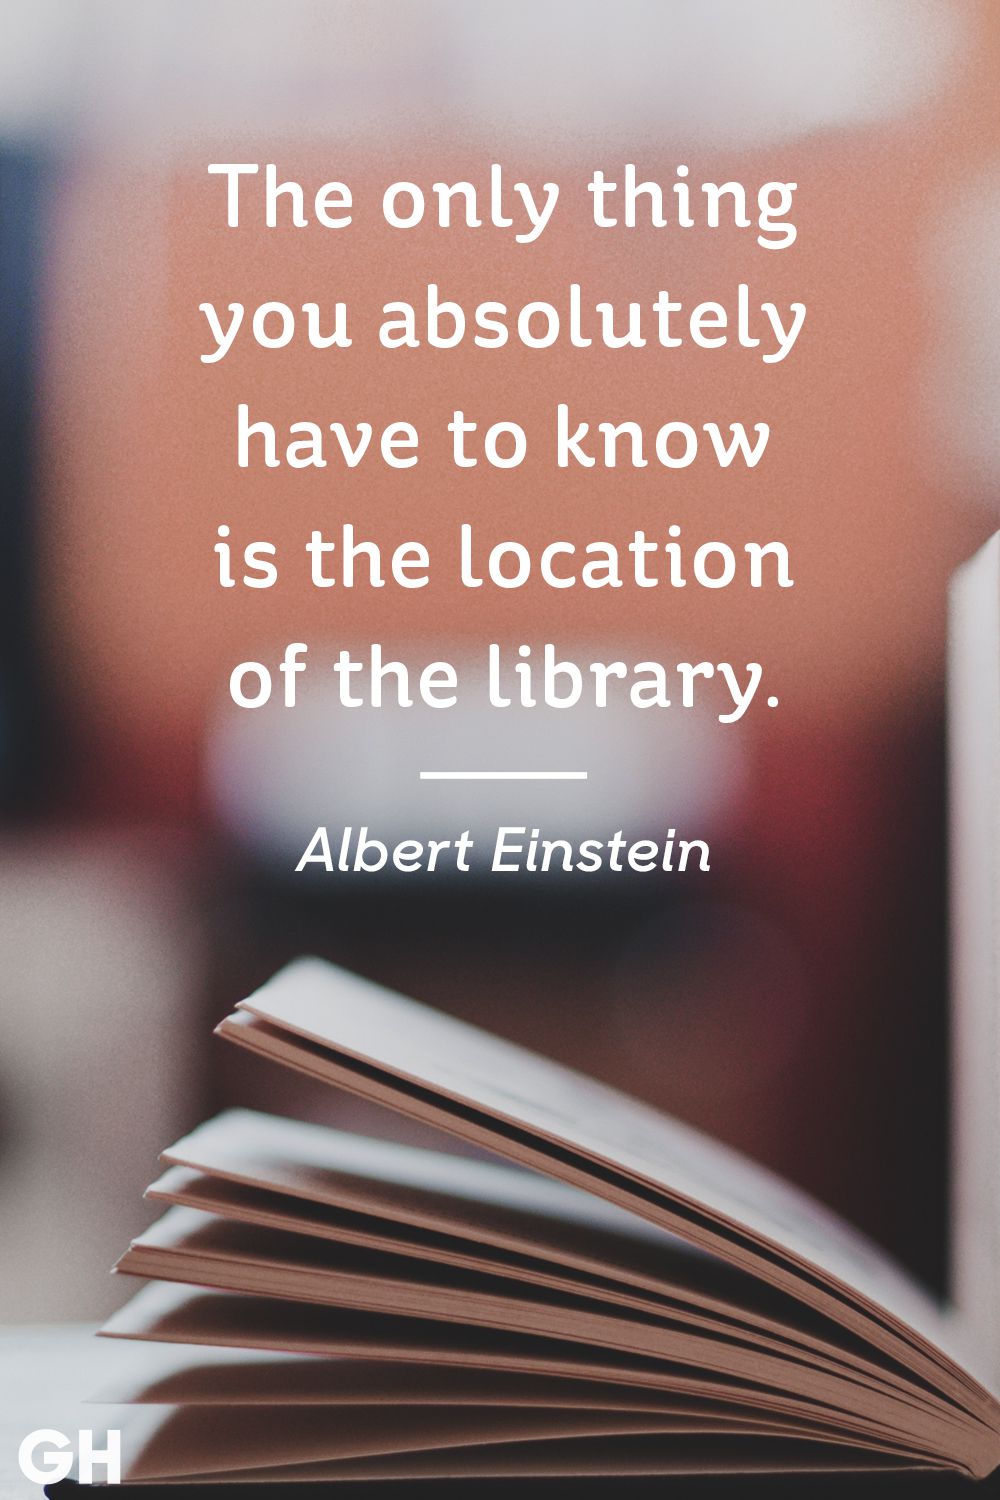 The only thing
you absolutely
have to know
is the location
of the library.
Albert Einstein
GH